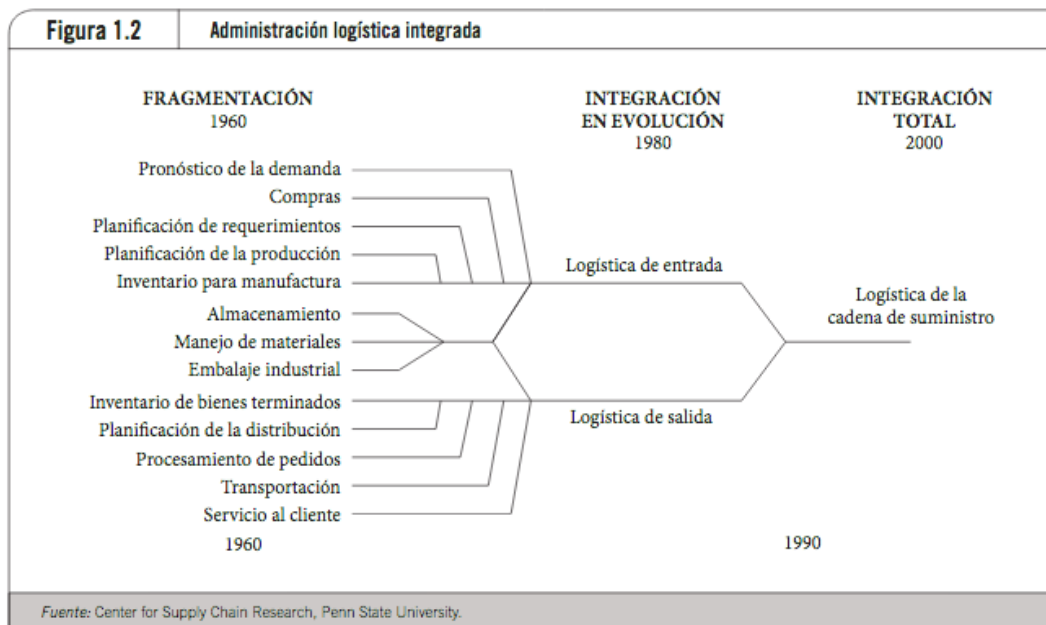 Figura 1.2
Administración logística integrada
FRAGMENTACIÓN
1960
INTEGRACIÓN
EN EVOLUCIÓN
1980
INTEGRACIÓN
TOTAL
2000
Pronóstico de la demanda
Compras
Planificación de requerimientos
Planificación de la producción
Inventario para manufactura
Almacenamiento
Manejo de materiales
Embalaje industrial
Inventario de bienes terminados
Planificación de la distribución
Procesamiento de pedidos
Transportación
Servicio al cliente
1960
Logística de entrada
Logística de salida
Logística de la
cadena de suministro
1990
Fuente: Center for Supply Chain Research, Penn State University.